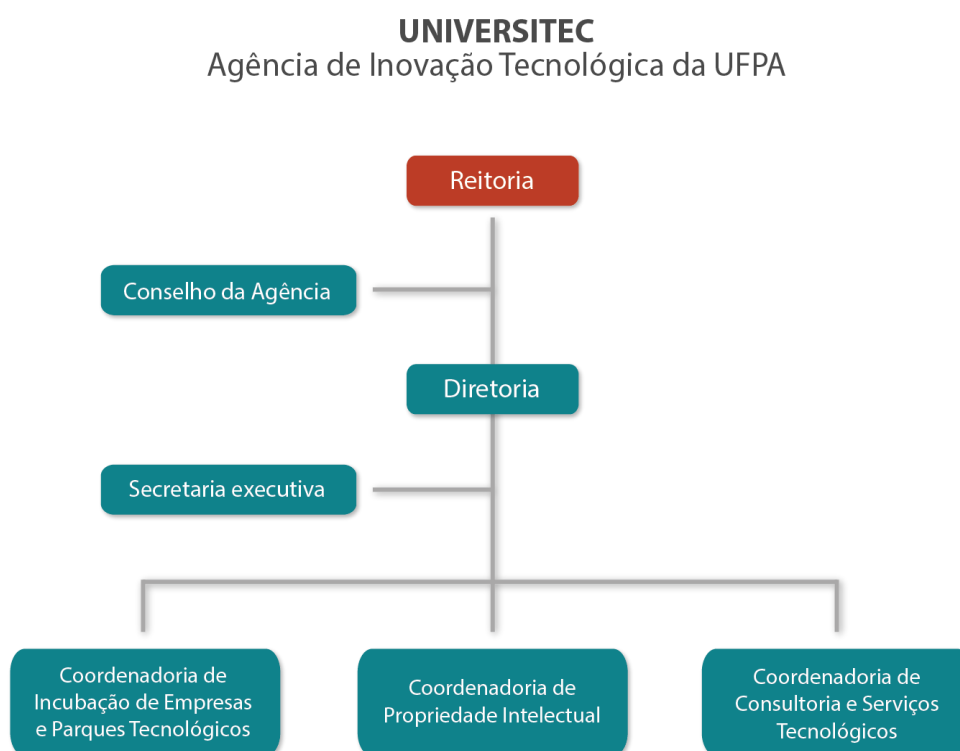 UNIVERSITEC
Agência de Inovação Tecnológica da UFPA
Reitoria
Conselho da Agência
Diretoria
Secretaria executiva
Coordenadoria de
Incubação de Empresas
e Parques Tecnológicos
Coordenadoria de
Propriedade Intelectual
Coordenadoria de
Consultoria e Serviços
Tecnológicos